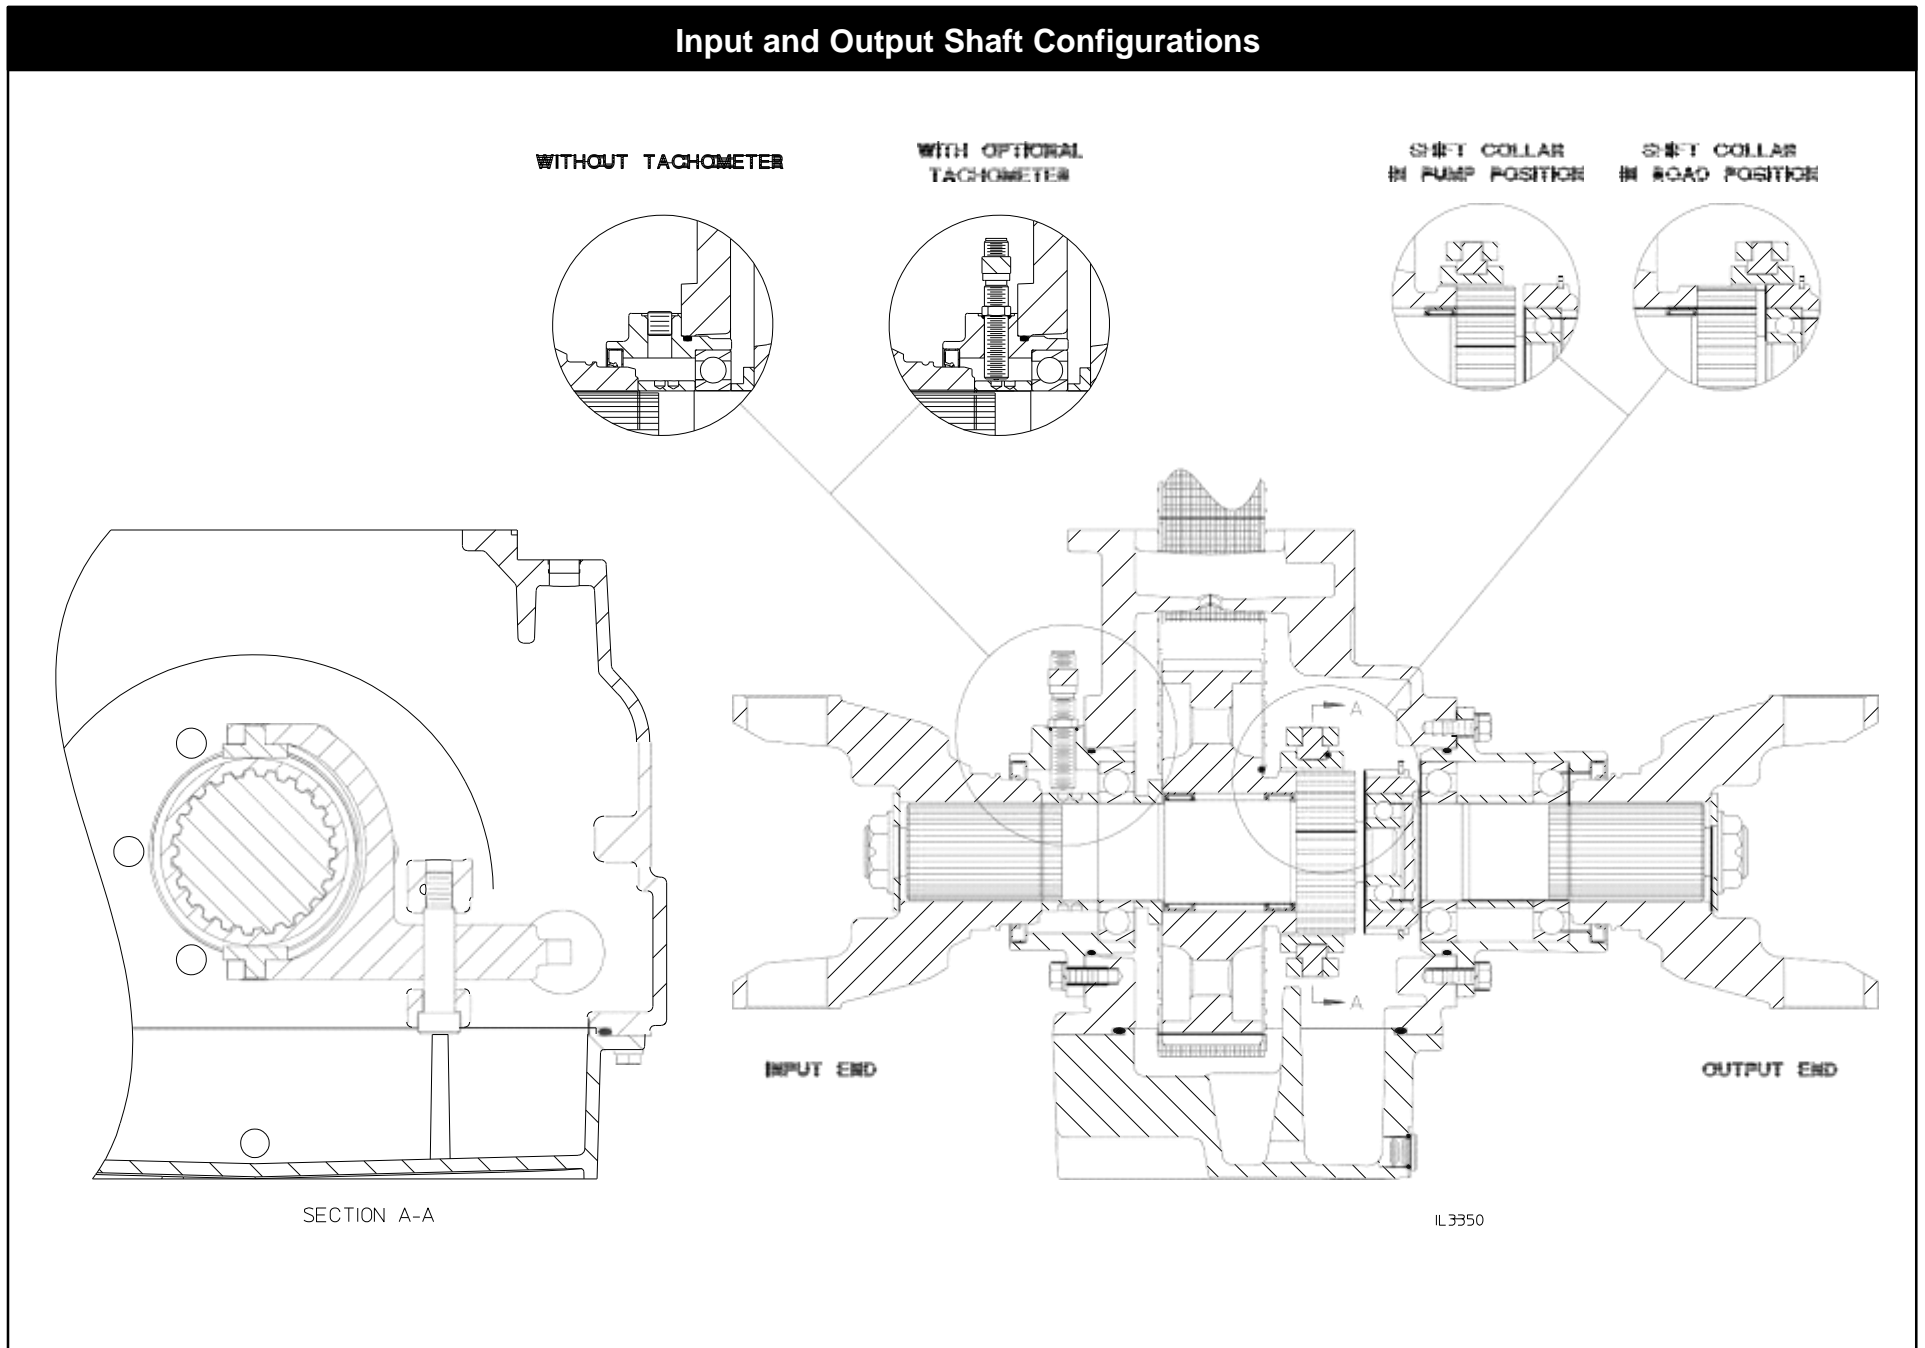 Input and Output Shaft Configurations
WITHOUT TACHOMETER
WITH OPTIONAL
TACHOMETER
SHIFT COLLAR
IN PUMP POSITION
SHIFT COLLAR
IN ROAD POSITION
A
A
INPUT END
OUTPUT END
SECTION A-A
IL3350